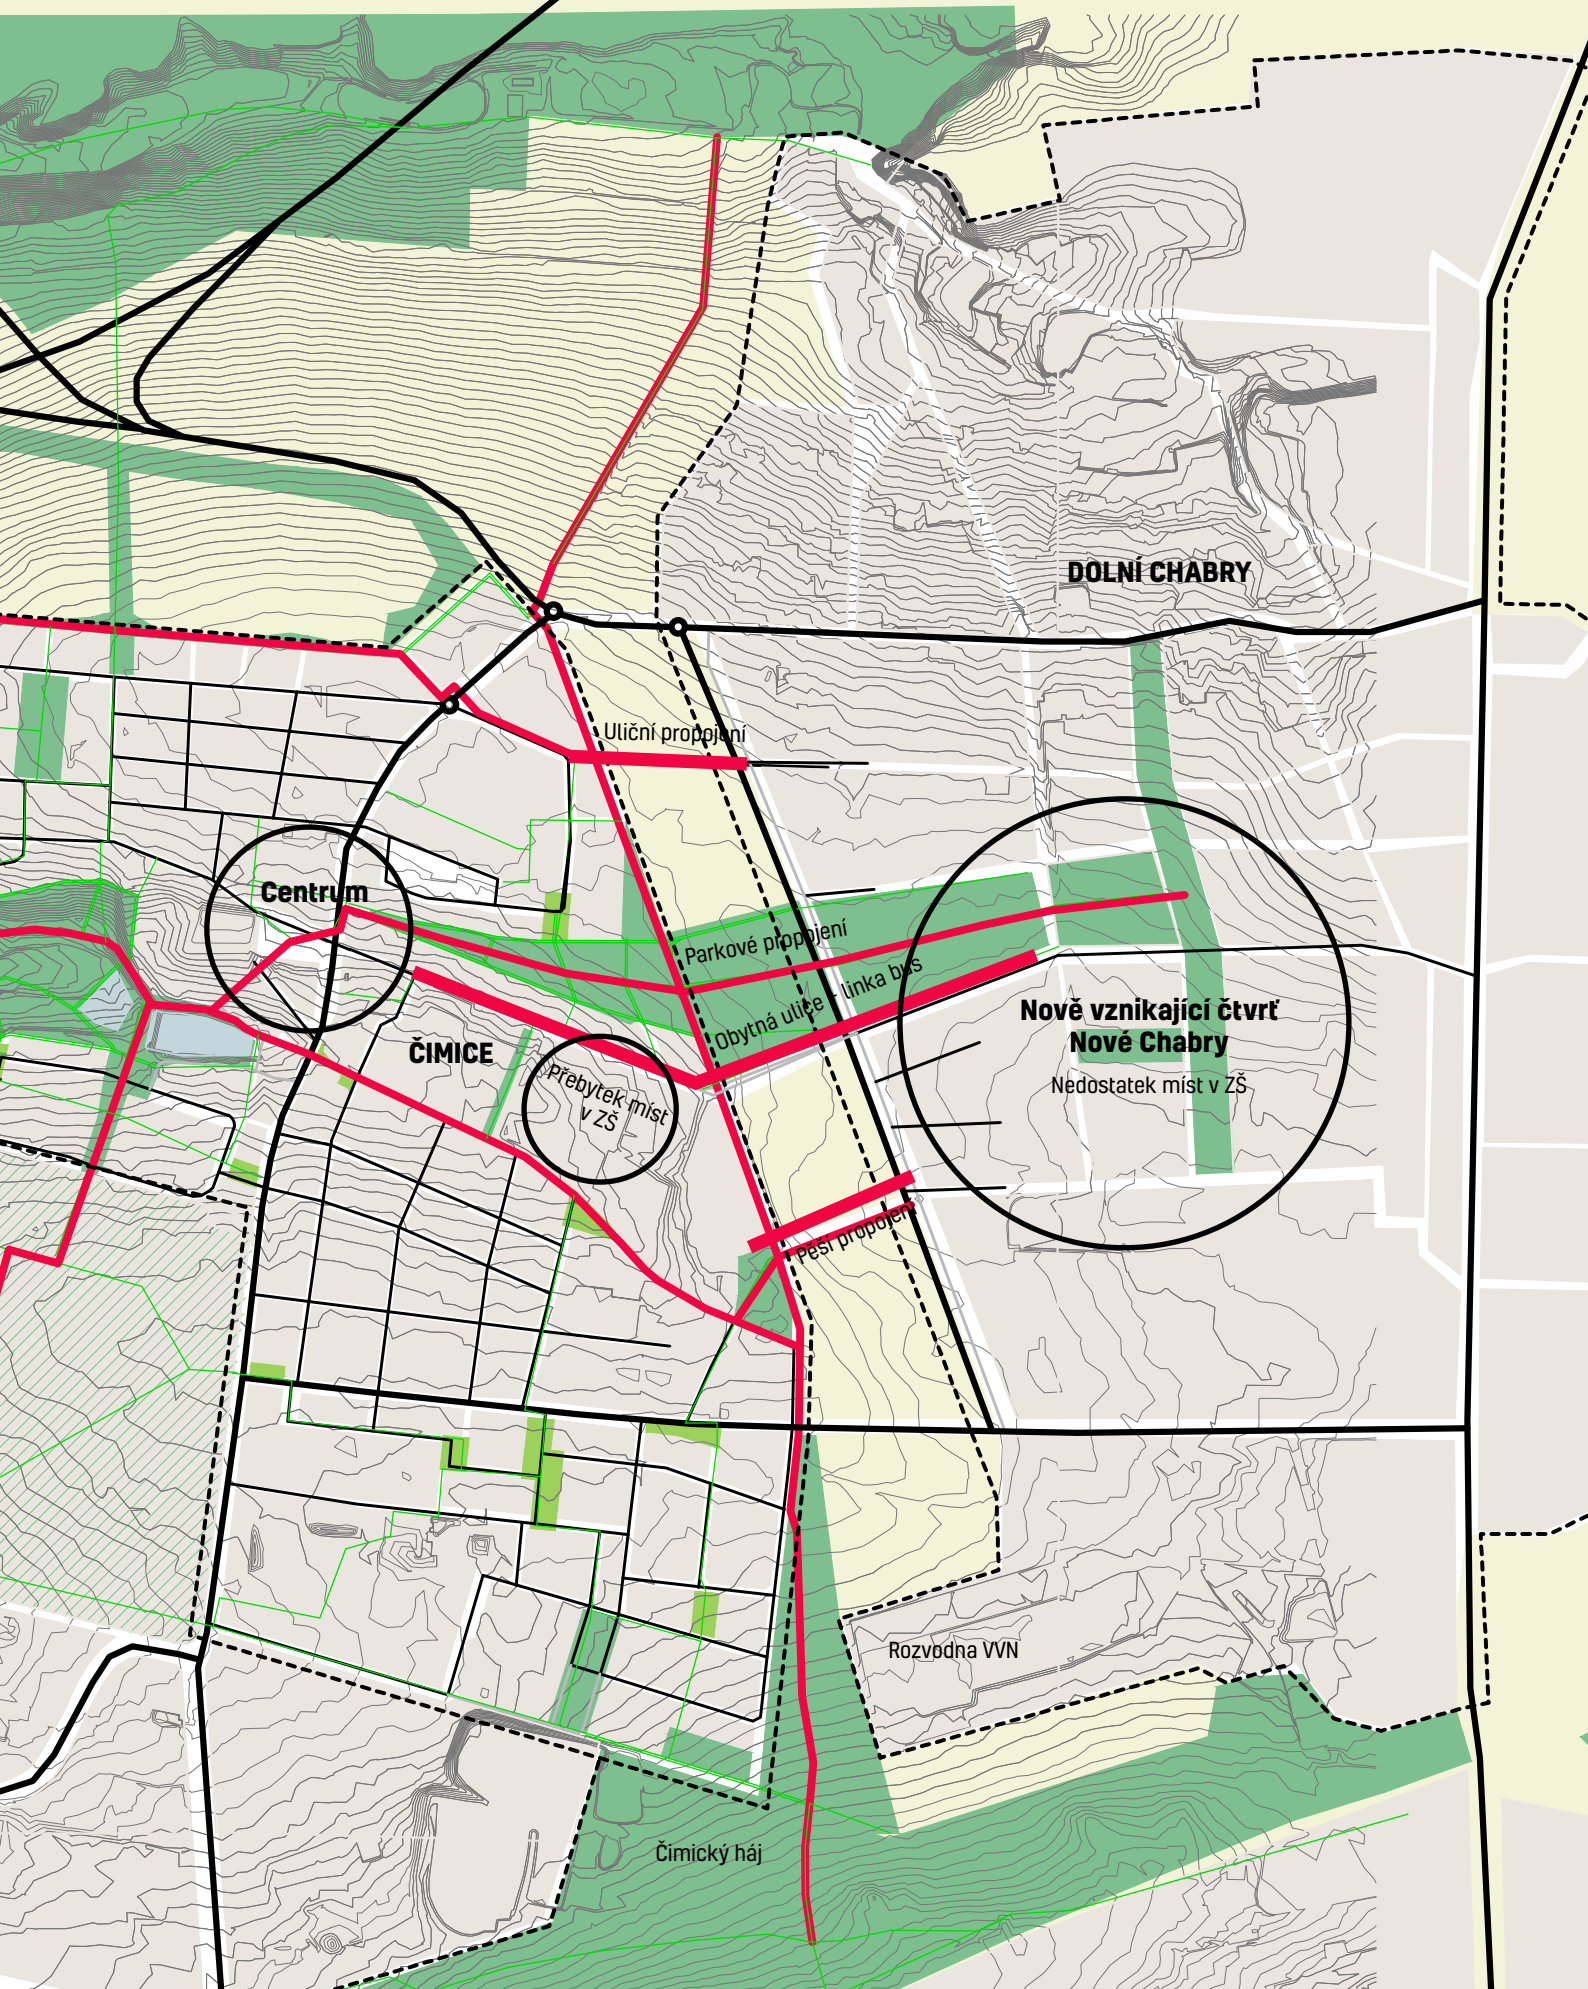 DOLNÍ CHABRY
Uliční propojení
Centrum
Parkové propojení
Obytná ulice - linka bus
Nově vznikající čtvrť
Nové Chabry
Nedostatek míst v ZŠ
ČIMICE
Přebytek míst
v ZŠ
Pěší propojení
Rozvodna VVN
Čimický háj